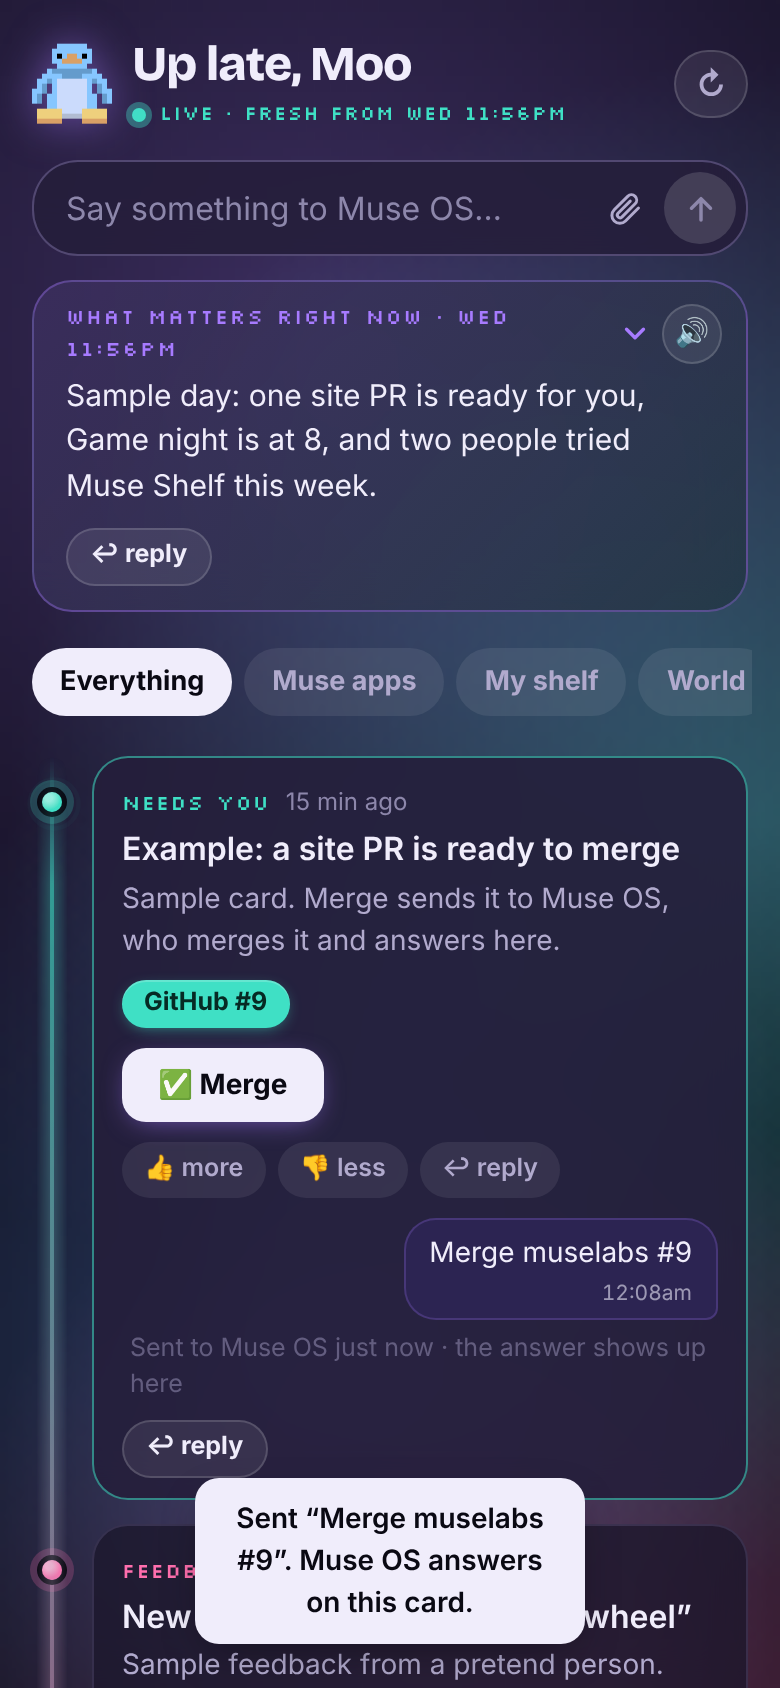 Up late, Moo
LIVE · FRESH FROM WED 11:56PM
Say something to Muse OS...
WHAT MATTERS RIGHT NOW · WED
11:56PM
Sample day: one site PR is ready for you,
Game night is at 8, and two people tried
Muse Shelf this week.
↩ reply
Everything
Muse apps
My shelf
World
NEEDS YOU 15 min ago
Example: a site PR is ready to merge
Sample card. Merge sends it to Muse OS,
who merges it and answers here.
GitHub #9
✅ Merge
👍 more
👎 less
↩ reply
Merge muselabs #9
12:08am
Sent to Muse OS just now · the answer shows up
here
↩ reply
Sent “Merge muselabs
#9”. Muse OS answers
on this card.
New wheel”
Sample feedback from a pretend person.